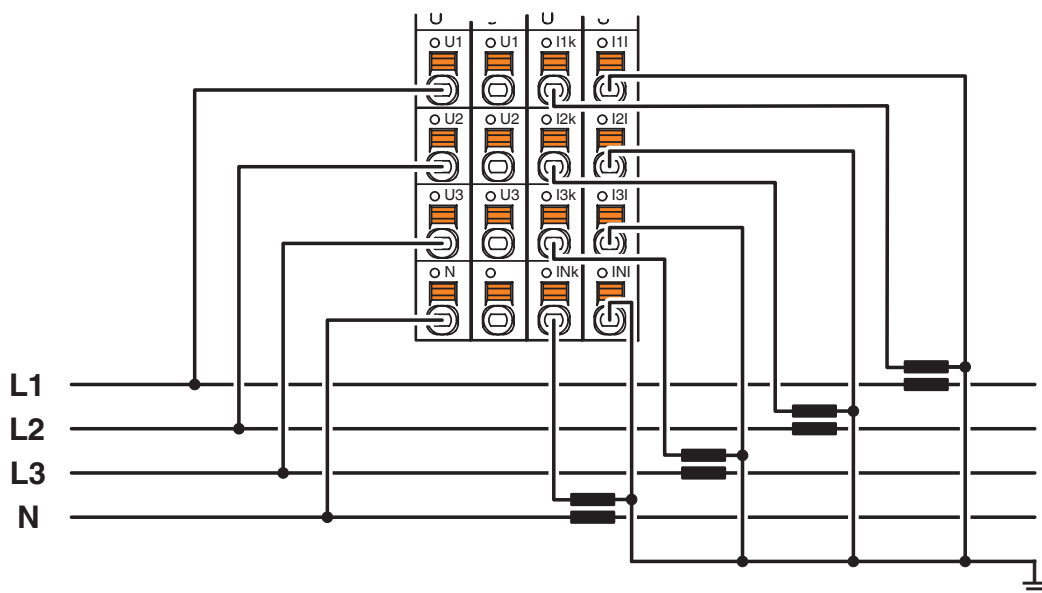 U1 U1 I1k I1l
U2 U2 I2k I2l
U3 U3 I3k I3l
N INk INl
L1
L2
L3
N